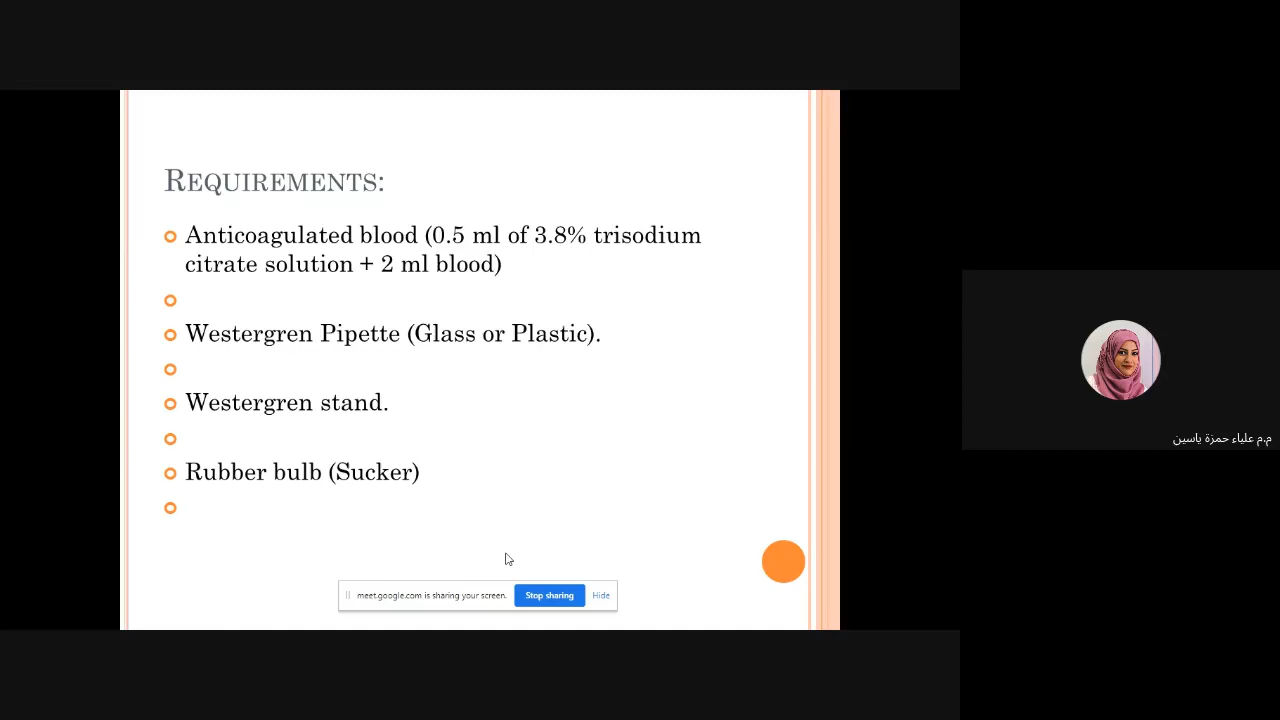 REQUIREMENTS:
Anticoagulated blood (0.5 ml of 3.8% trisodium
citrate solution + 2 ml blood)
Westergren Pipette (Glass or Plastic).
Westergren stand.
Rubber bulb (Sucker)
meet.google.com is sharing your screen. Stop sharing Hide
م.م علياء حمزة ياسين